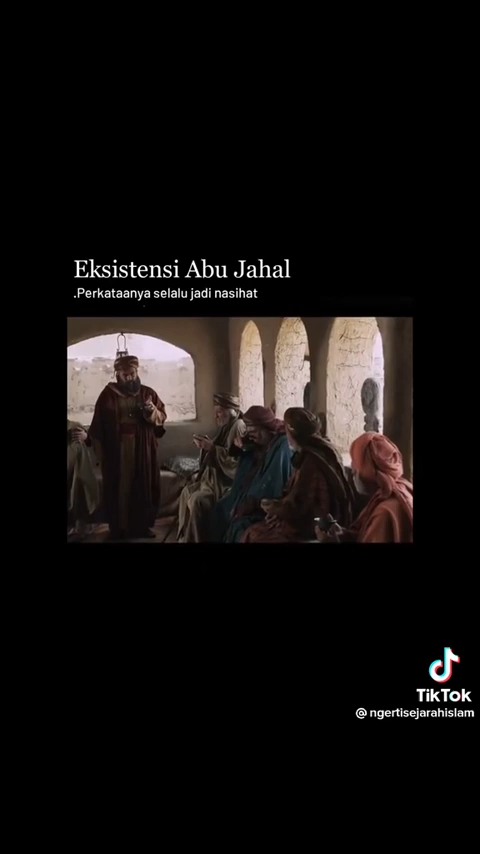 Eksistensi Abu Jahal
.Perkataanya selalu jadi nasihat
TikTok
@ ngertisejarahislam